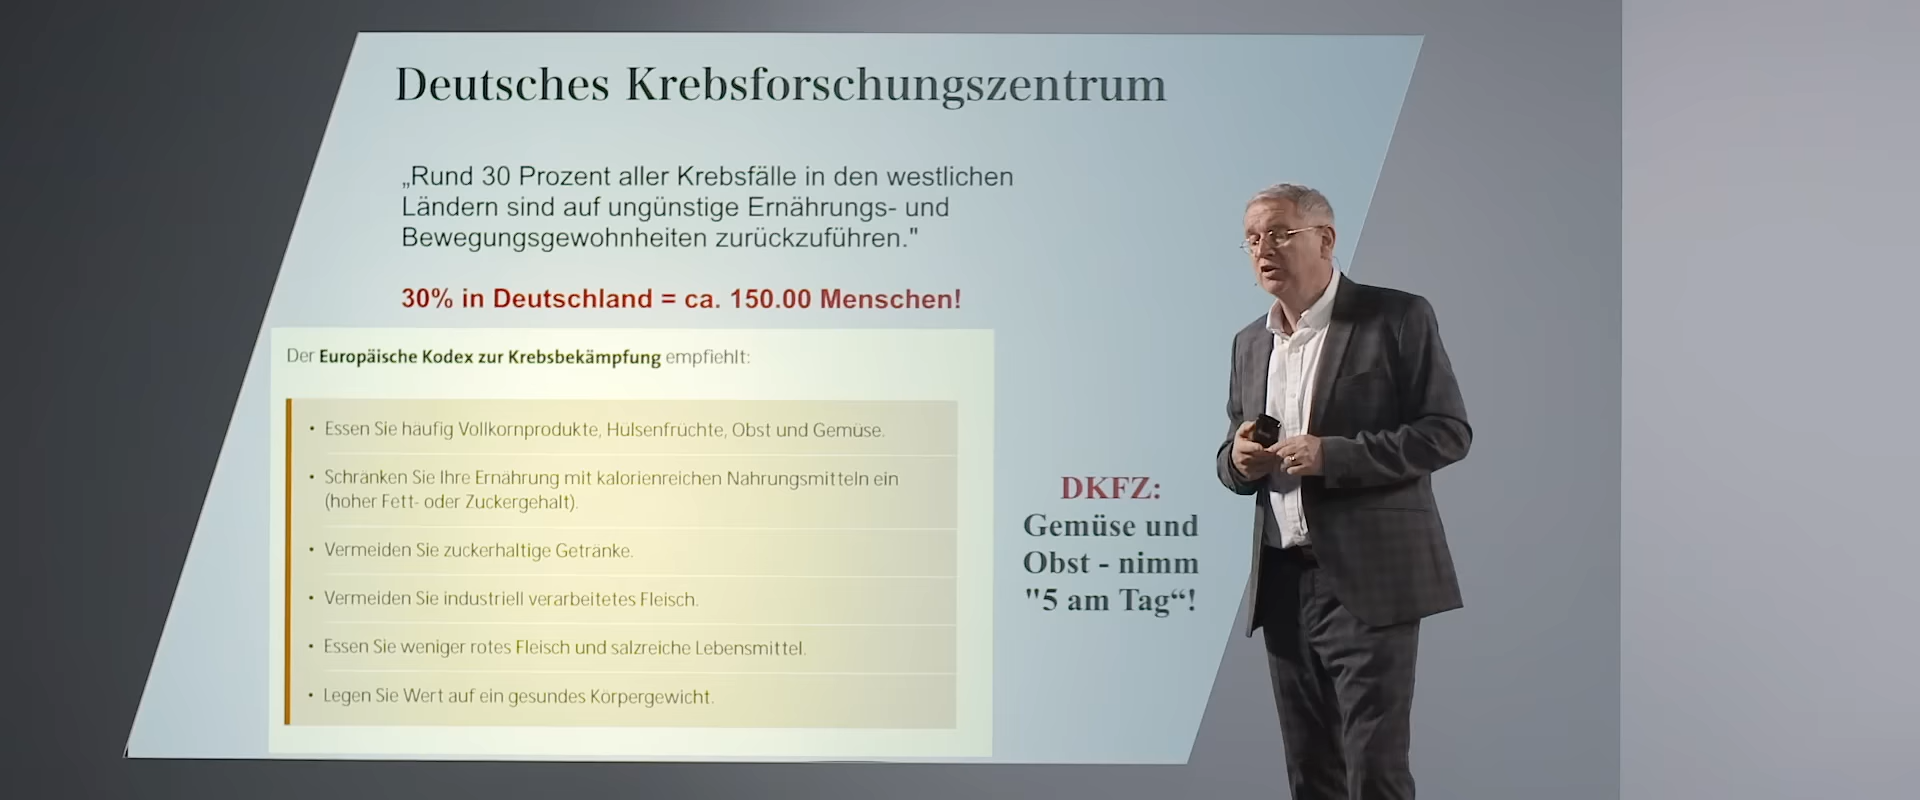 Deutsches Krebsforschungszentrum
„Rund 30 Prozent aller Krebsfälle in den westlichen
Ländern sind auf ungünstige Ernährungs- und
Bewegungsgewohnheiten zurückzuführen."
30% in Deutschland = ca. 150.00 Menschen!
Der Europäische Kodex zur Krebsbekämpfung empfiehlt:
• Essen Sie häufig Vollkornprodukte, Hülsenfrüchte, Obst und Gemüse.
• Schränken Sie Ihre Ernährung mit kalorienreichen Nahrungsmitteln ein
(hoher Fett- oder Zuckergehalt).
• Vermeiden Sie zuckerhaltige Getränke.
• Vermeiden Sie industriell verarbeitetes Fleisch.
• Essen Sie weniger rotes Fleisch und salzreiche Lebensmittel.
• Legen Sie Wert auf ein gesundes Körpergewicht.
DKFZ:
Gemüse und
Obst - nimm
"5 am Tag“!